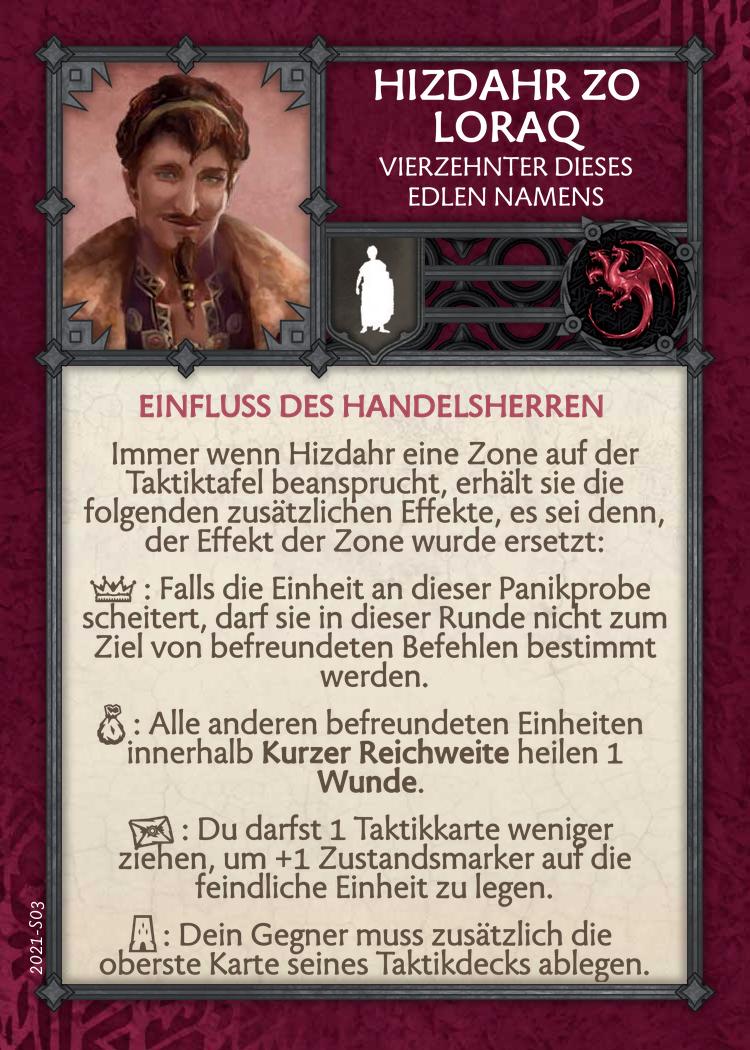 HIZDAHR ZO
LORAQ
VIERZEHNTER DIESES
EDLEN NAMENS
EINFLUSS DES HANDELSHERREN
Immer wenn Hizdahr eine Zone auf der
Taktiktafel beansprucht, erhält sie die
folgenden zusätzlichen Effekte, es sei denn,
der Effekt der Zone wurde ersetzt:
: Falls die Einheit an dieser Panikprobe
scheitert, darf sie in dieser Runde nicht zum
Ziel von befreundeten Befehlen bestimmt
werden.
: Alle anderen befreundeten Einheiten
innerhalb Kurzer Reichweite heilen 1
Wunde.
: Du darfst 1 Taktikkarte weniger
ziehen, um +1 Zustandsmarker auf die
feindliche Einheit zu legen.
: Dein Gegner muss zusätzlich die
oberste Karte seines Taktikdecks ablegen.
2021-S03